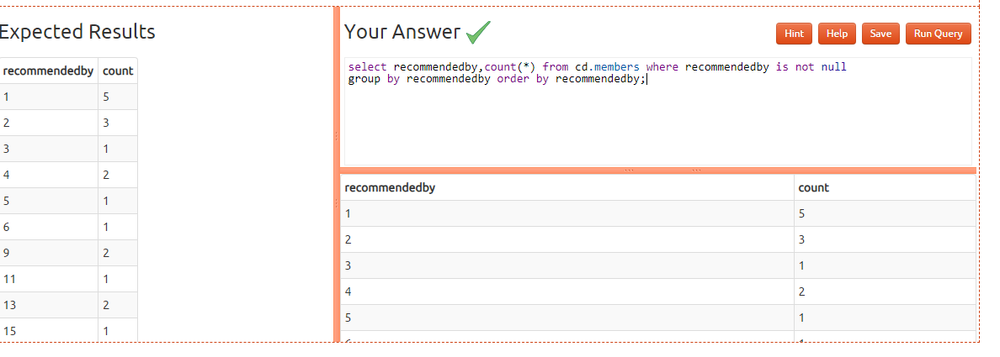 Expected Results
recommendedby count
1 5
2 3
3 1
4 2
5 1
6 1
9 2
11 1
13 2
15 1
Your Answer
Hint Help Save Run Query
select recommendedby,count(*) from cd.members where recommendedby is not null
group by recommendedby order by recommendedby;
recommendedby count
1 5
2 3
3 1
4 2
5 1